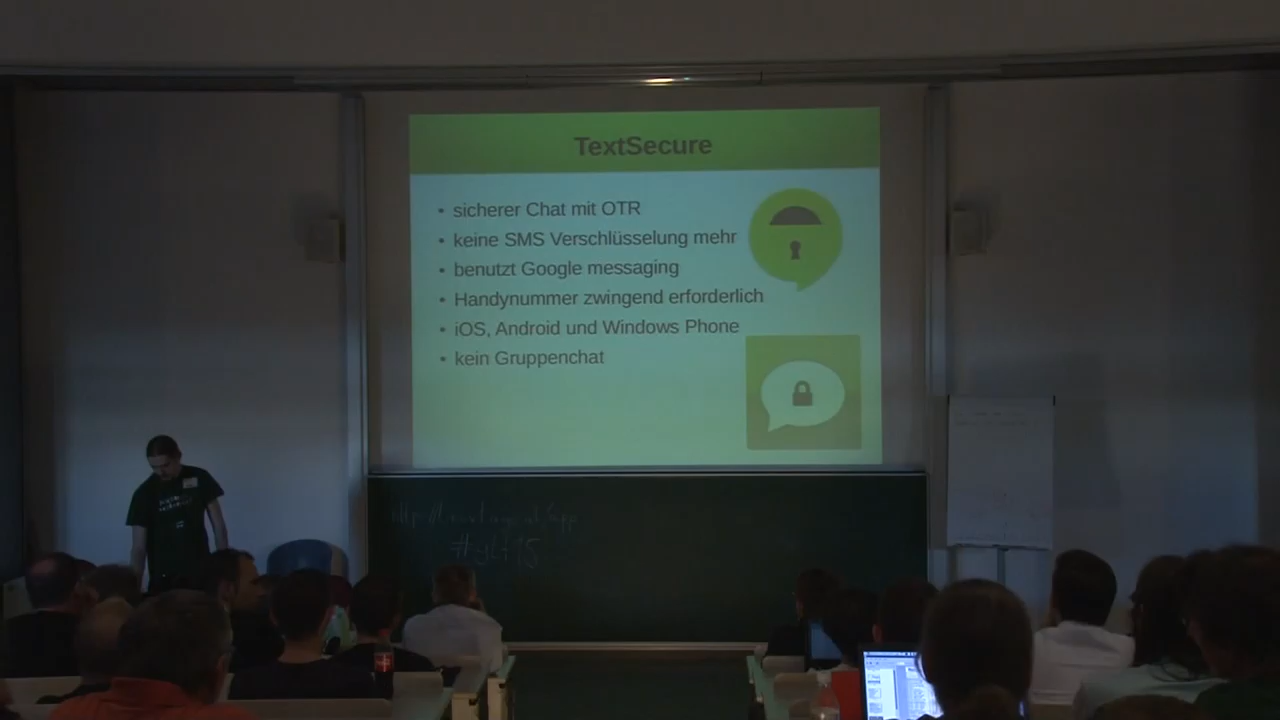 TextSecure
• sicherer Chat mit OTR
• keine SMS Verschlüsselung mehr
• benutzt Google messaging
• Handynummer zwingend erforderlich
• iOS, Android und Windows Phone
• kein Gruppenchat